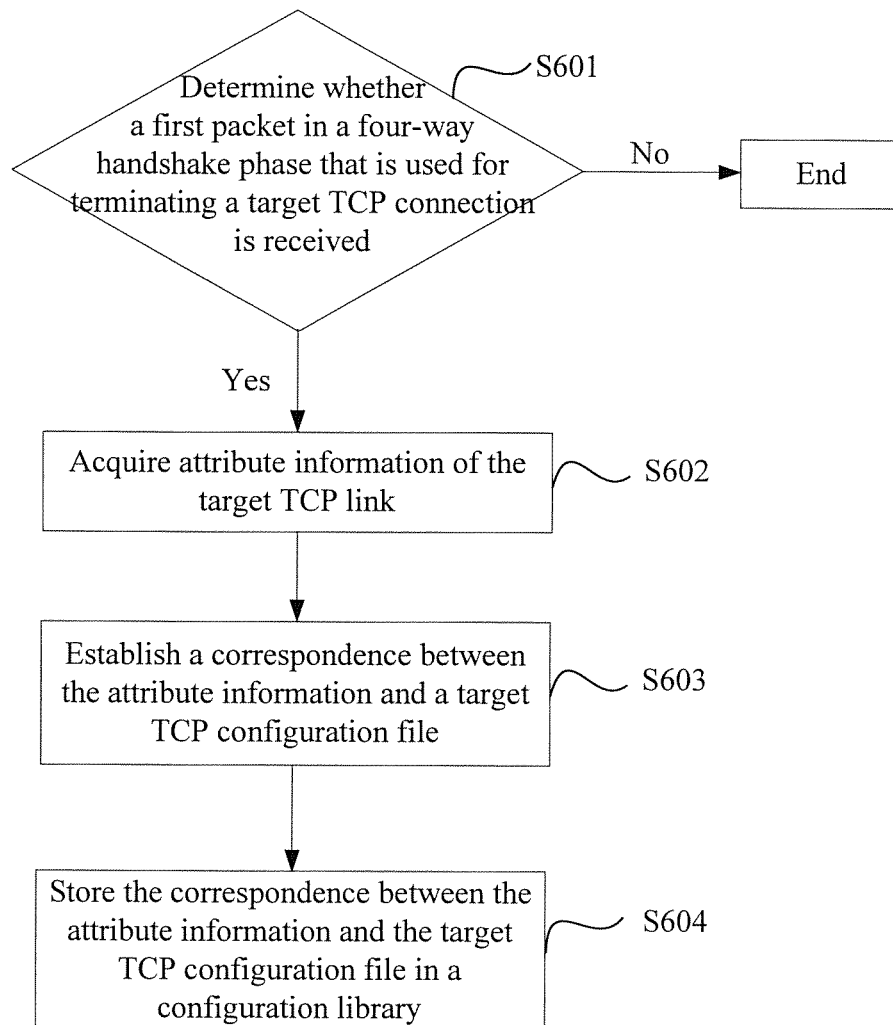 S601
Determine whether
a first packet in a four-way
handshake phase that is used for
terminating a target TCP connection
is received
No
End
Yes
Acquire attribute information of the
target TCP link
S602
Establish a correspondence between
the attribute information and a target
TCP configuration file
S603
Store the correspondence between the
attribute information and the target
TCP configuration file in a
configuration library
S604